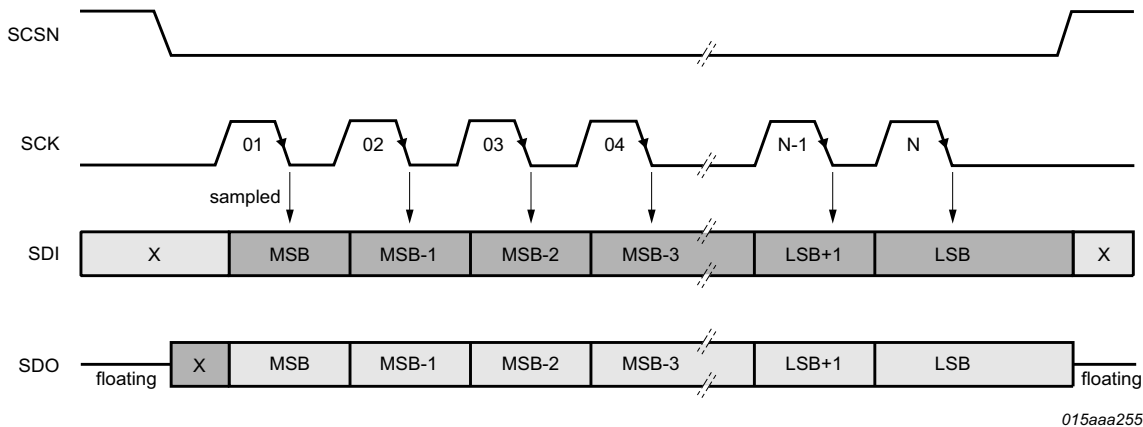 SCSN
SCK
01 02 03 04 N-1 N
sampled
SDI X MSB MSB-1 MSB-2 MSB-3 LSB+1 LSB X
SDO X MSB MSB-1 MSB-2 MSB-3 LSB+1 LSB
floating floating
015aaa255